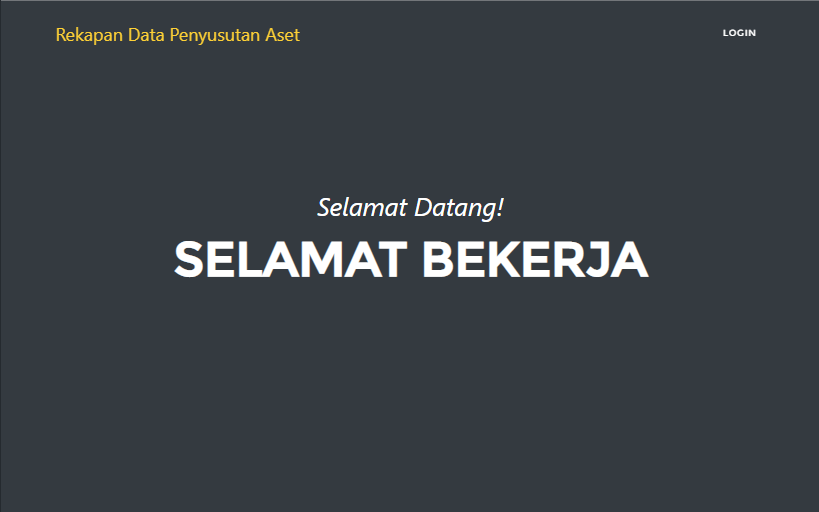 Rekapan Data Penyusutan Aset
LOGIN
Selamat Datang!
SELAMAT BEKERJA